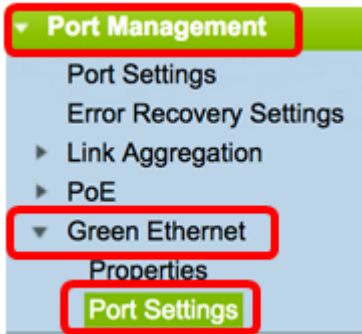 Port Management
Port Settings
Error Recovery Settings
Link Aggregation
PoE
Green Ethernet
Properties
Port Settings